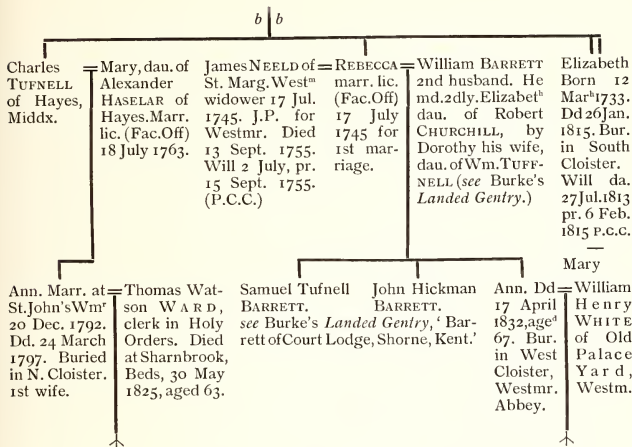 b b
Charles
TUFNELL
of Hayes,
Middx.
=Mary, dau. of
Alexander
HASELAR of
Hayes. Marr.
lic. (Fac. Off)
18 July 1763.
James NEELD of
St. Marg. Westᵐ
widower 17 Jul.
1745. J.P. for
Westmr. Died
13 Sept. 1755.
Will 2 July, pr.
15 Sept. 1755.
(P.C.C.)
=REBECCA=
marr. lic.
(Fac. Off)
17 July
1745 for
1st mar-
riage.
William BARRETT
2nd husband. He
md. 2dly. Elizabetʰ
dau. of Robert
CHURCHILL, by
Dorothy his wife,
dau. of Wm. TUFF-
NELL (see Burke's
Landed Gentry.)
Elizabeth
Born 12
Marʰ 1733.
Dd 26 Jan.
1815. Bur.
in South
Cloister.
Will da.
27 Jul. 1813
pr. 6 Feb.
1815 P.C.C.
—
Mary
Ann. Marr. at
St. John's Wmʳ
20 Dec. 1792.
Dd. 24 March
1797. Buried
in N. Cloister.
1st wife.
=Thomas Wat-
son WARD,
clerk in Holy
Orders. Died
at Sharnbrook,
Beds, 30 May
1825, aged 63.
Samuel Tufnell John Hickman
BARRETT. BARRETT.
see Burke's Landed Gentry, ' Bar-
rett of Court Lodge, Shorne, Kent.'
Ann. Dd
17 April
1832, ageᵈ
67. Bur.
in West
Cloister,
Westmr.
Abbey.
=William
Henry
WHITE
of Old
Palace
Yard,
Westm.